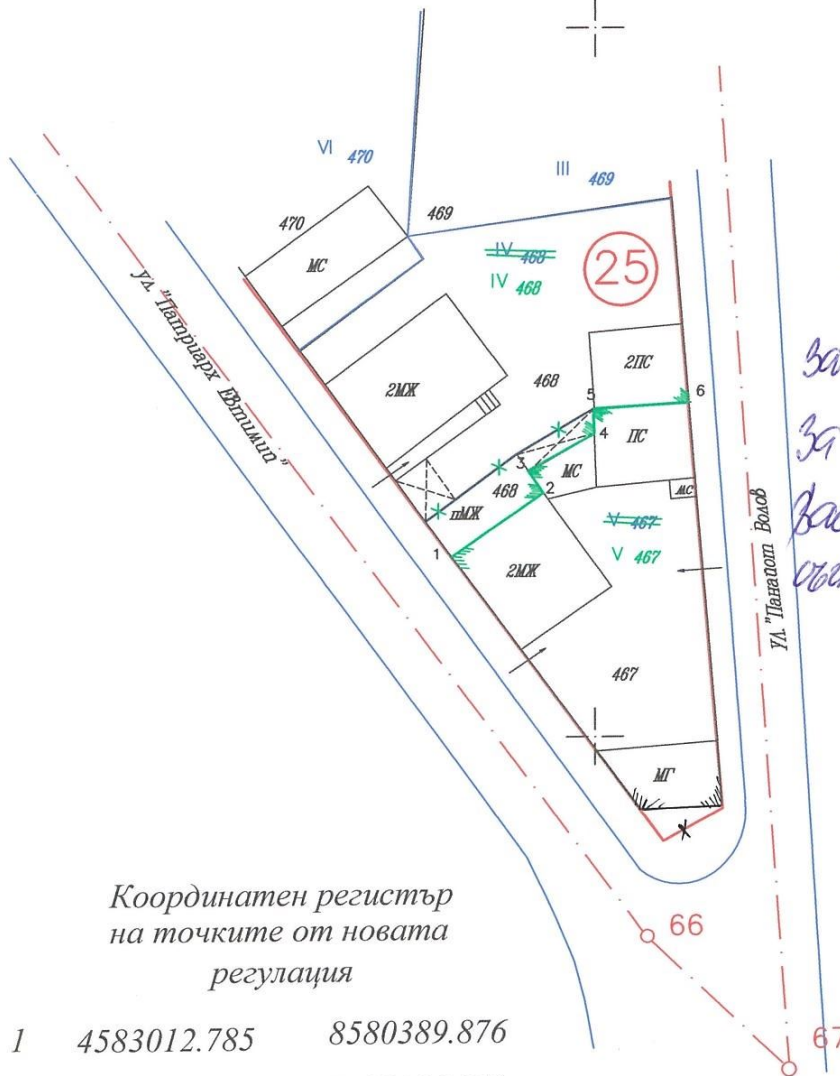 VI 470
III 469
470
469
МС
IV 468
IV 468
25
ул. "Патриарх Евтимий"
2МЖ
468
2ПС
5
6
за
4
ПС
3
МС
за
468
2
МС
пМЖ
V 467
1
2МЖ
V 467
УЛ. "Панайот Волов
467
МГ
Координатен регистър
на точките от новата
регулация
66
1 4583012.785 8580389.876
67